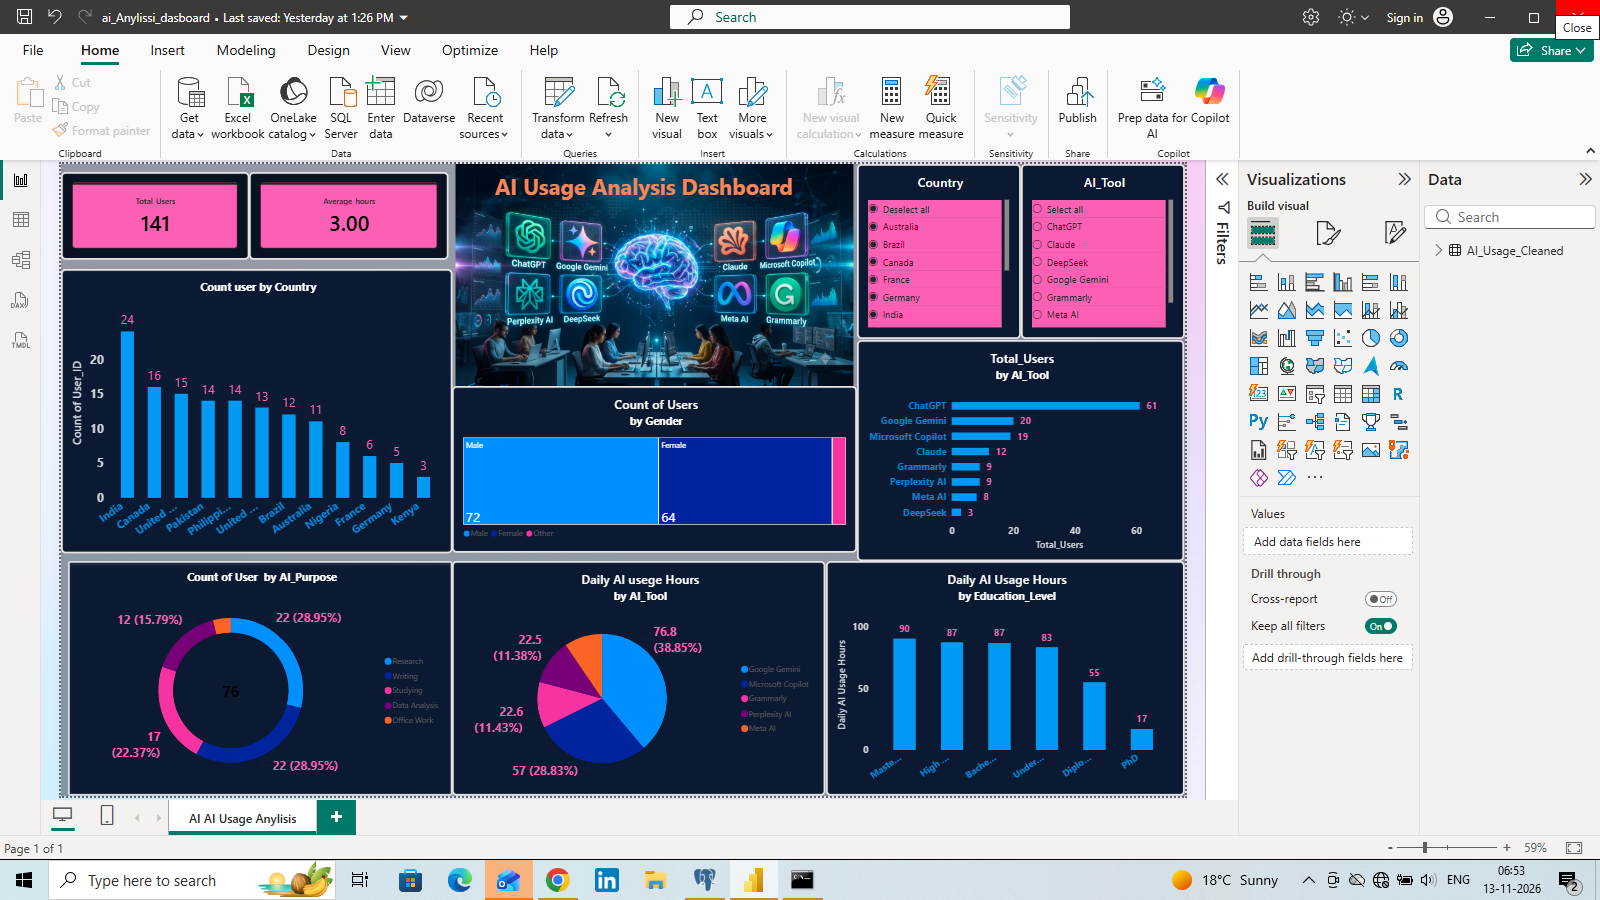 ai_Anylissi_dasboard • Last saved: Yesterday at 1:26 PM
Search
Sign in
Close
File Home Insert Modeling Design View Optimize Help
Share
Paste
Cut
Copy
Format painter
Clipboard
Get data
Excel workbook
OneLake catalog
SQL Server
Enter data
Dataverse
Recent sources
Data
Transform data
Refresh
Queries
New visual
Text box
More visuals
Insert
New visual calculation
New measure
Quick measure
Calculations
Sensitivity
Sensitivity
Publish
Share
Prep data for AI
Copilot
Copilot
Total Users
141
Average hours
3.00
AI Usage Analysis Dashboard
ChatGPT
Google Gemini
Claude
Microsoft Copilot
Perplexity AI
DeepSeek
Meta AI
Grammarly
Country
Deselect all
Australia
Brazil
Canada
France
Germany
India
AI_Tool
Select all
ChatGPT
Claude
DeepSeek
Google Gemini
Grammarly
Meta AI
Count user by Country
Count of User_ID
20
15
10
5
0
24
16
15
14
14
13
12
11
8
6
5
3
India
Canada
United ...
Pakistan
Philippi...
United ...
Brazil
Australia
Nigeria
France
Germany
Kenya
Count of Users
by Gender
Male
72
Female
64
Male Female Other
Total_Users
by AI_Tool
ChatGPT 61
Google Gemini 20
Microsoft Copilot 19
Claude 12
Grammarly 9
Perplexity AI 9
Meta AI 8
DeepSeek 3
0 20 40 60
Total_Users
Count of User by AI_Purpose
12 (15.79%)
22 (28.95%)
76
17
(22.37%)
22 (28.95%)
Research
Writing
Studying
Data Analysis
Office Work
Daily AI usege Hours
by AI_Tool
22.5
(11.38%)
76.8
(38.85%)
22.6
(11.43%)
57 (28.83%)
Google Gemini
Microsoft Copilot
Grammarly
Perplexity AI
Meta AI
Daily AI Usage Hours
by Education_Level
Daily AI Usage Hours
100
50
0
90
87
87
83
55
17
Maste...
High ...
Bache...
Under...
Diplo...
PhD
Filters
Visualizations
Build visual
Values
Add data fields here
Drill through
Cross-report
Off
Keep all filters
On
Add drill-through fields here
Data
Search
AI_Usage_Cleaned
AI AI Usage Anylisis
Page 1 of 1
- + 59%
Type here to search
18°C Sunny
ENG
06:53
13-11-2026
2